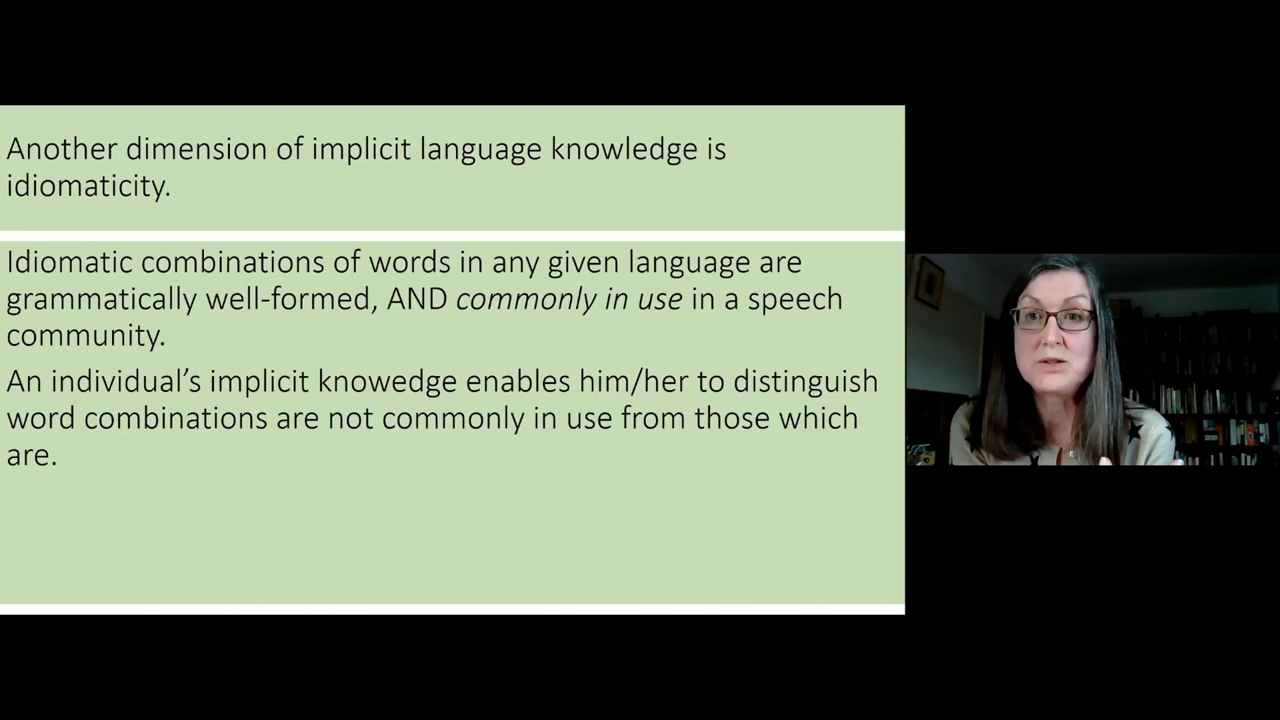 Another dimension of implicit language knowledge is
idiomaticity.
Idiomatic combinations of words in any given language are
grammatically well-formed, AND commonly in use in a speech
community.
An individual’s implicit knowedge enables him/her to distinguish
word combinations are not commonly in use from those which
are.